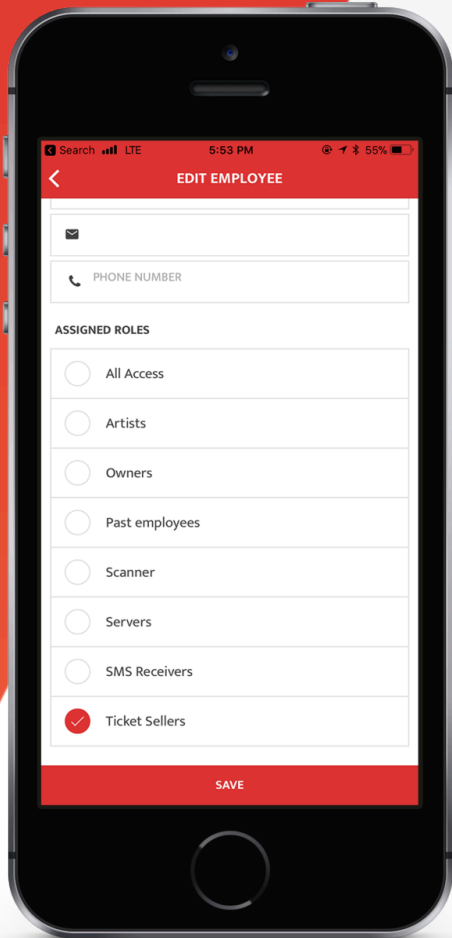 Search LTE 5:53 PM 55%
EDIT EMPLOYEE
PHONE NUMBER
ASSIGNED ROLES
All Access
Artists
Owners
Past employees
Scanner
Servers
SMS Receivers
Ticket Sellers
SAVE